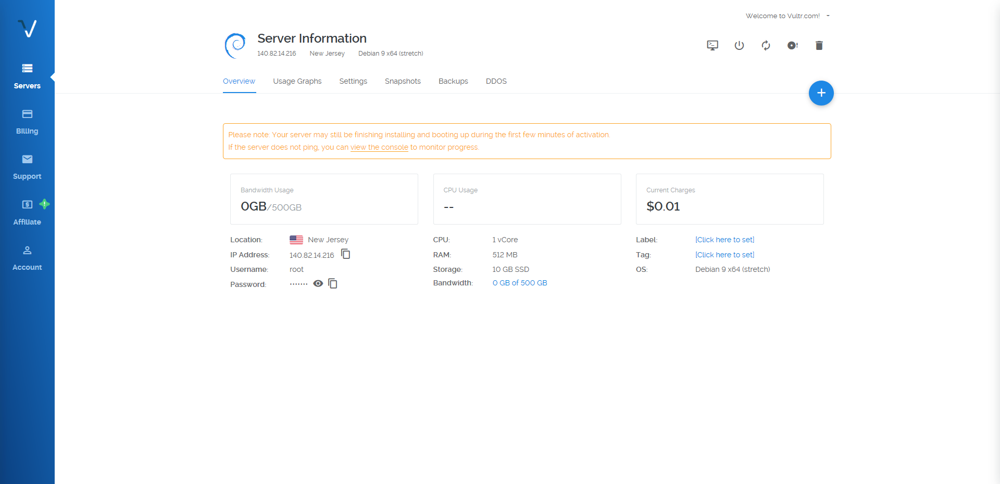 Welcome to Vultr.com!
Server Information
140.82.14.216 New Jersey Debian 9 x64 (stretch)
Servers
Billing
Support
Affiliate
Account
Overview Usage Graphs Settings Snapshots Backups DDOS
Please note: Your server may still be finishing installing and booting up during the first few minutes of activation.
If the server does not ping, you can view the console to monitor progress.
Bandwidth Usage
0GB/500GB
CPU Usage
--
Current Charges
$0.01
Location: New Jersey
IP Address: 140.82.14.216
Username: root
Password: •••••••
CPU: 1 vCore
RAM: 512 MB
Storage: 10 GB SSD
Bandwidth: 0 GB of 500 GB
Label: [Click here to set]
Tag: [Click here to set]
OS: Debian 9 x64 (stretch)